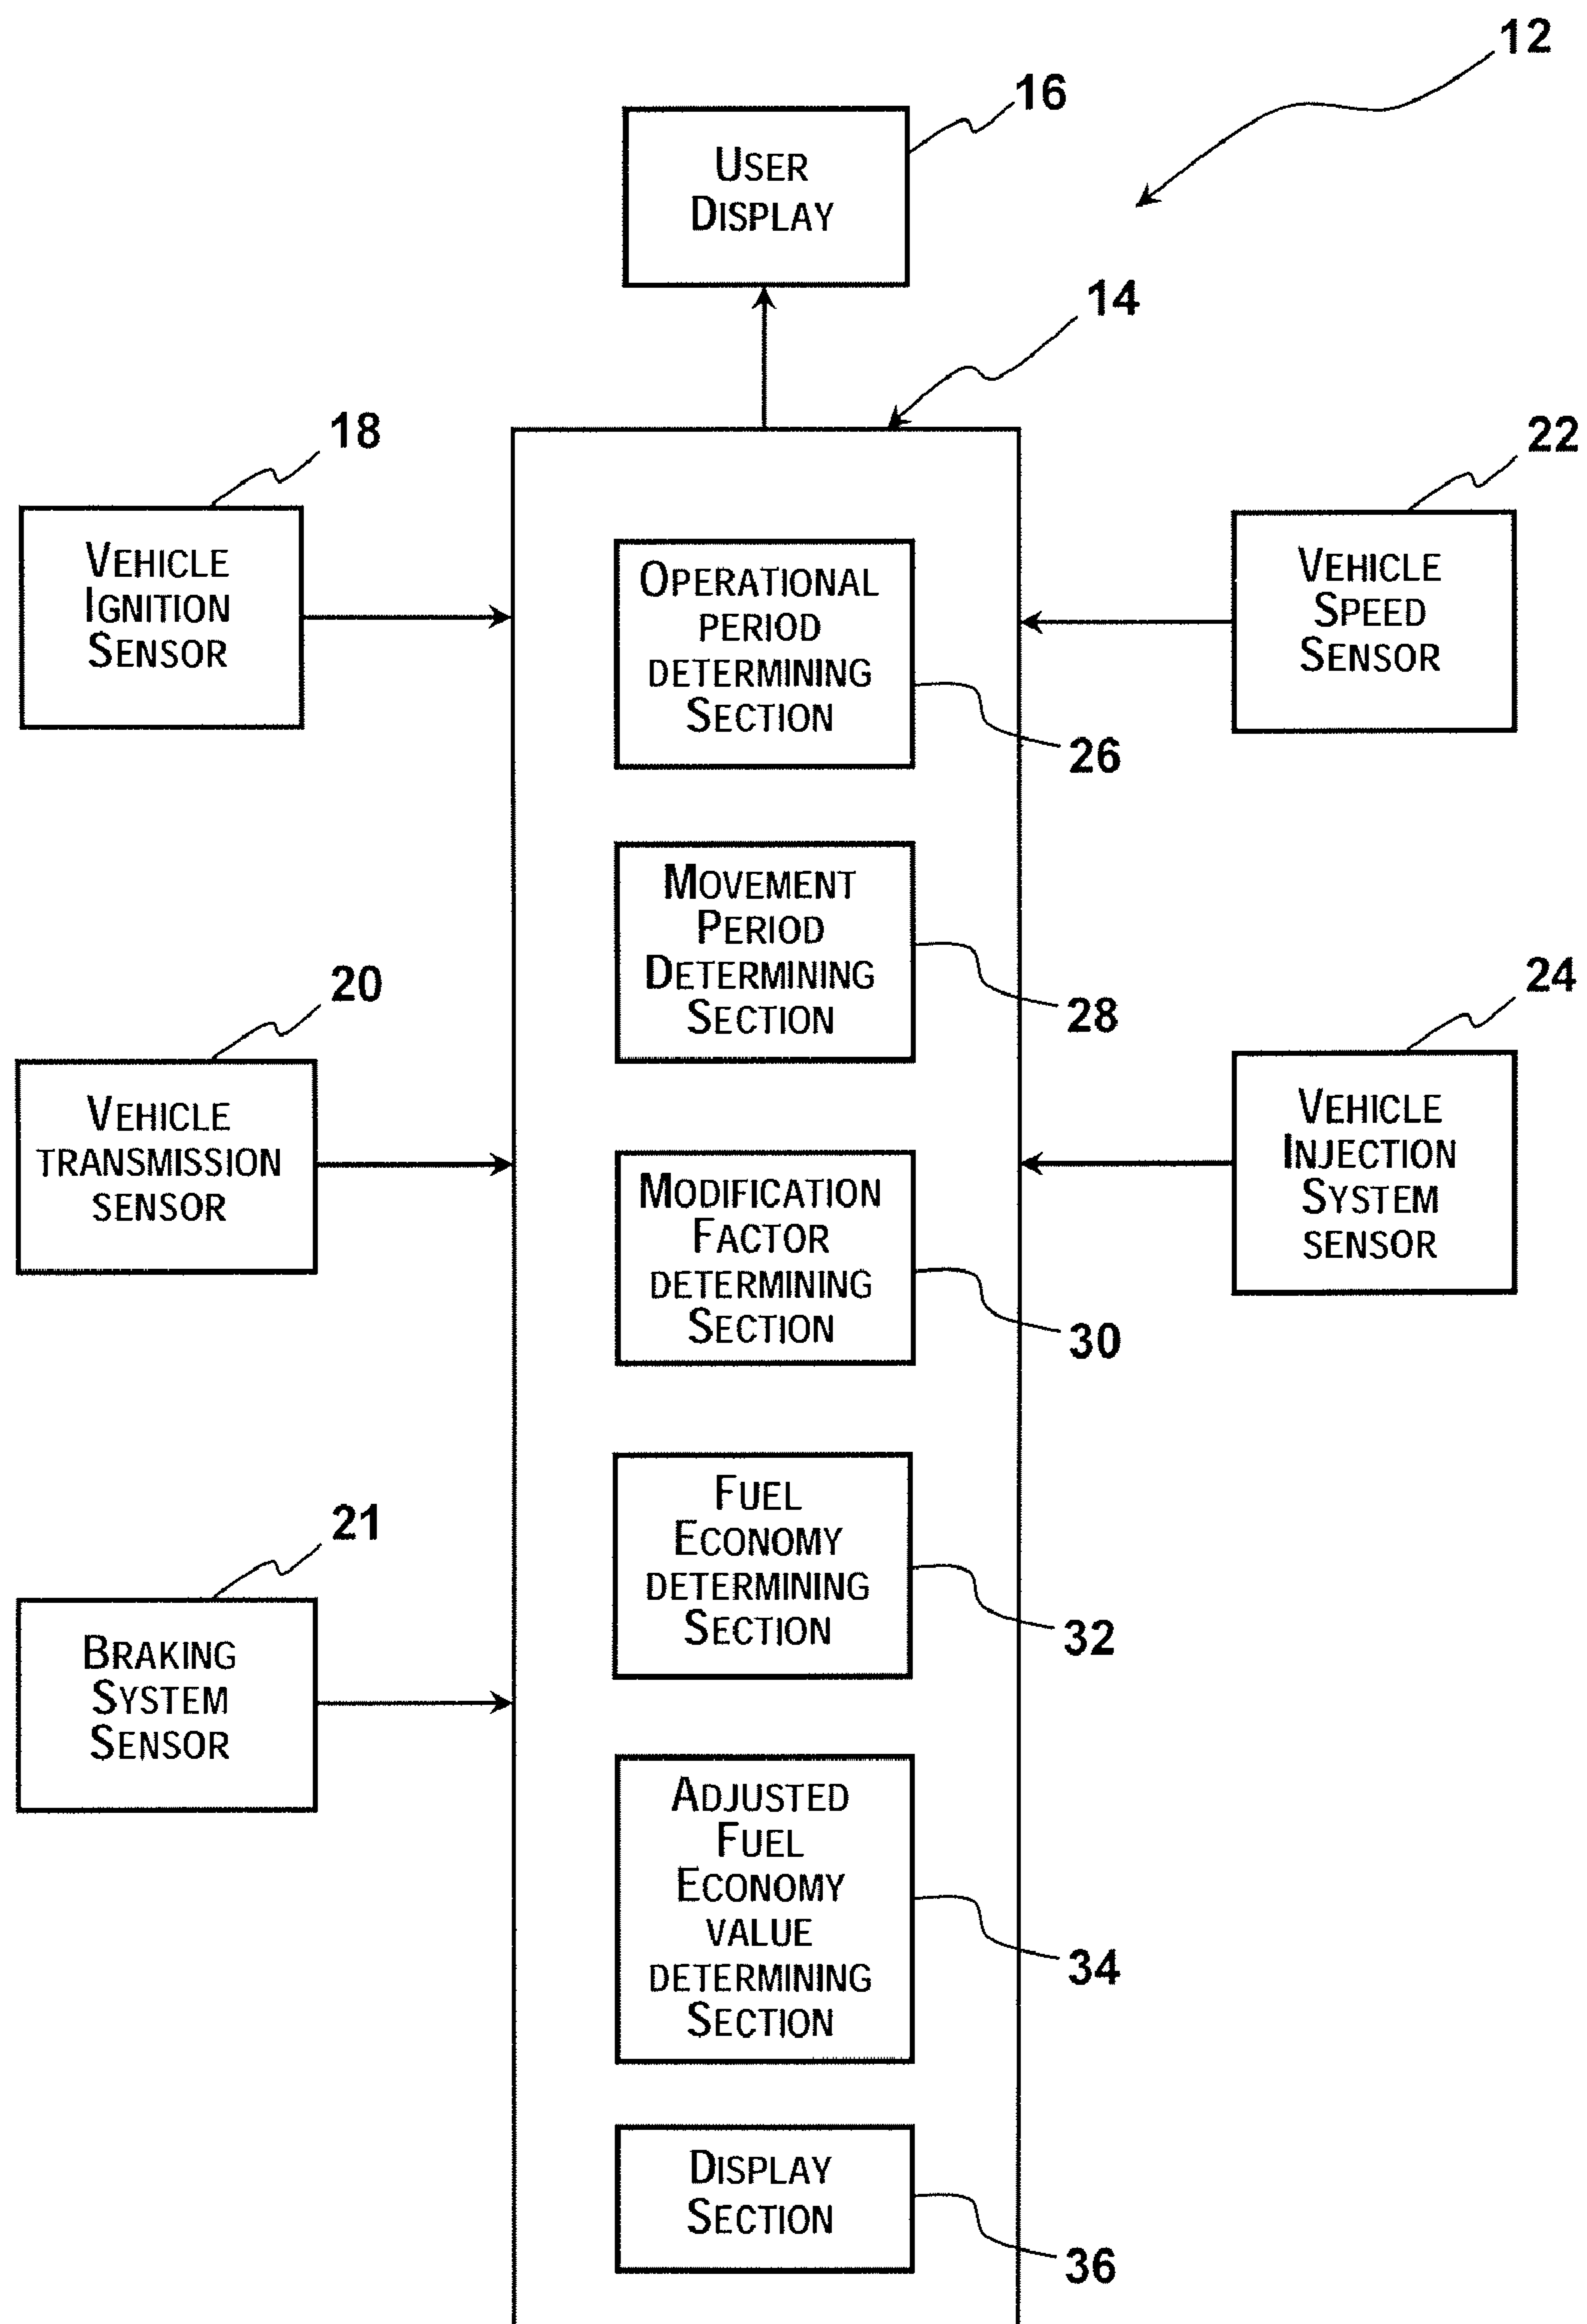 12
16
USER
DISPLAY
14
18
22
VEHICLE
IGNITION
SENSOR
OPERATIONAL
PERIOD
DETERMINING
SECTION
VEHICLE
SPEED
SENSOR
26
MOVEMENT
PERIOD
DETERMINING
SECTION
20
28
24
VEHICLE
TRANSMISSION
SENSOR
MODIFICATION
FACTOR
DETERMINING
SECTION
VEHICLE
INJECTION
SYSTEM
SENSOR
30
FUEL
ECONOMY
DETERMINING
SECTION
21
32
BRAKING
SYSTEM
SENSOR
ADJUSTED
FUEL
ECONOMY
VALUE
DETERMINING
SECTION
34
DISPLAY
SECTION
36